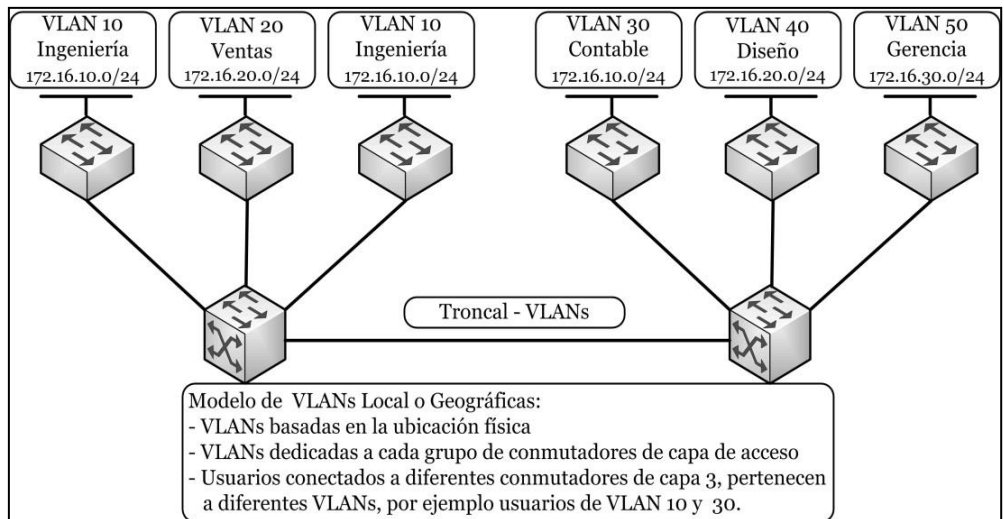 VLAN 10
Ingeniería
172.16.10.0/24
VLAN 20
Ventas
172.16.20.0/24
VLAN 10
Ingeniería
172.16.10.0/24
VLAN 30
Contable
172.16.10.0/24
VLAN 40
Diseño
172.16.20.0/24
VLAN 50
Gerencia
172.16.30.0/24
Troncal - VLANs
Modelo de VLANs Local o Geográficas:
- VLANs basadas en la ubicación física
- VLANs dedicadas a cada grupo de conmutadores de capa de acceso
- Usuarios conectados a diferentes conmutadores de capa 3, pertenecen
a diferentes VLANs, por ejemplo usuarios de VLAN 10 y 30.